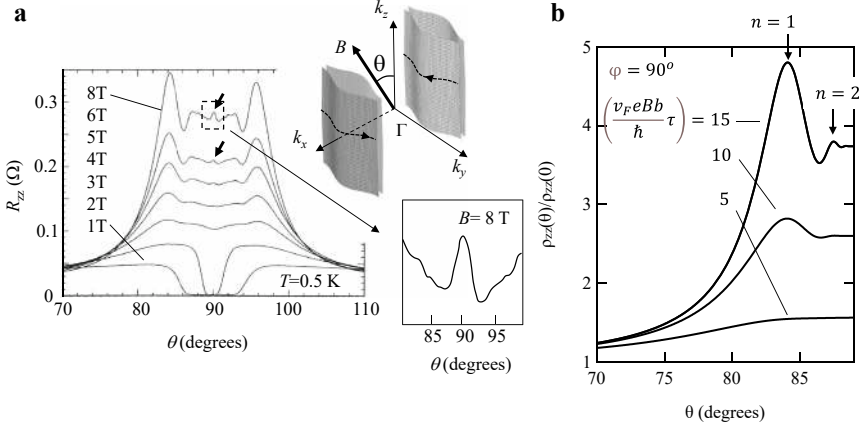 a
k_z
B
θ
Γ
k_x
k_y
R_zz (Ω)
0.3
0.2
0.1
0
8T
6T
5T
4T
3T
2T
1T
T=0.5 K
70
80
90
100
110
θ (degrees)
B= 8 T
85
90
95
θ (degrees)
b
n = 1
n = 2
φ = 90^o
(v_F eBb / ħ τ) = 15
10
5
ρ_zz(θ)/ρ_zz(0)
5
4
3
2
1
70
75
80
85
θ (degrees)